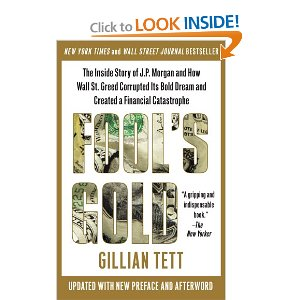 Click to LOOK INSIDE!
NEW YORK TIMES AND WALL STREET JOURNAL BESTSELLER
The Inside Story of J.P. Morgan and How
Wall St. Greed Corrupted Its Bold Dream and
Created a Financial Catastrophe
FOOL'S
GOLD
"A gripping and
indispensable
book."
—The
New Yorker
GILLIAN TETT
UPDATED WITH NEW PREFACE AND AFTERWORD